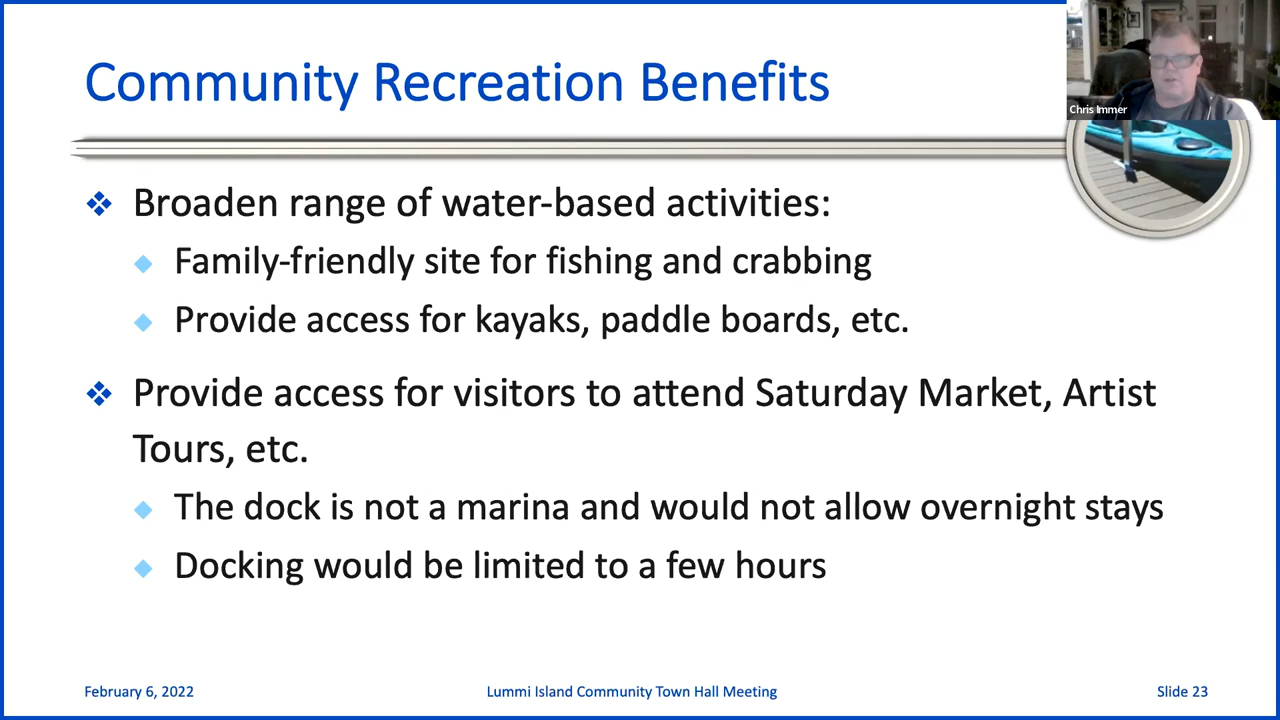 Community Recreation Benefits
Chris Immer
Broaden range of water-based activities:
Family-friendly site for fishing and crabbing
Provide access for kayaks, paddle boards, etc.
Provide access for visitors to attend Saturday Market, Artist
Tours, etc.
The dock is not a marina and would not allow overnight stays
Docking would be limited to a few hours
February 6, 2022
Lummi Island Community Town Hall Meeting
Slide 23